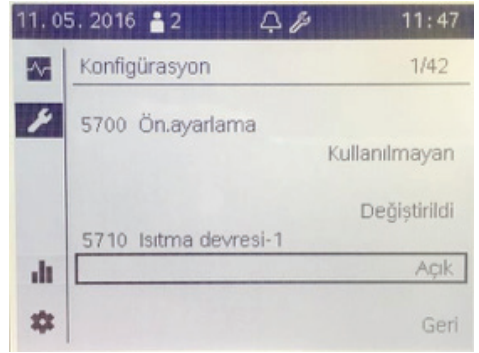 11.05.2016 2 11:47
Konfigürasyon 1/42
5700 Ön.ayarlama
Kullanılmayan
Değiştirildi
5710 Isıtma devresi-1
Açık
Geri